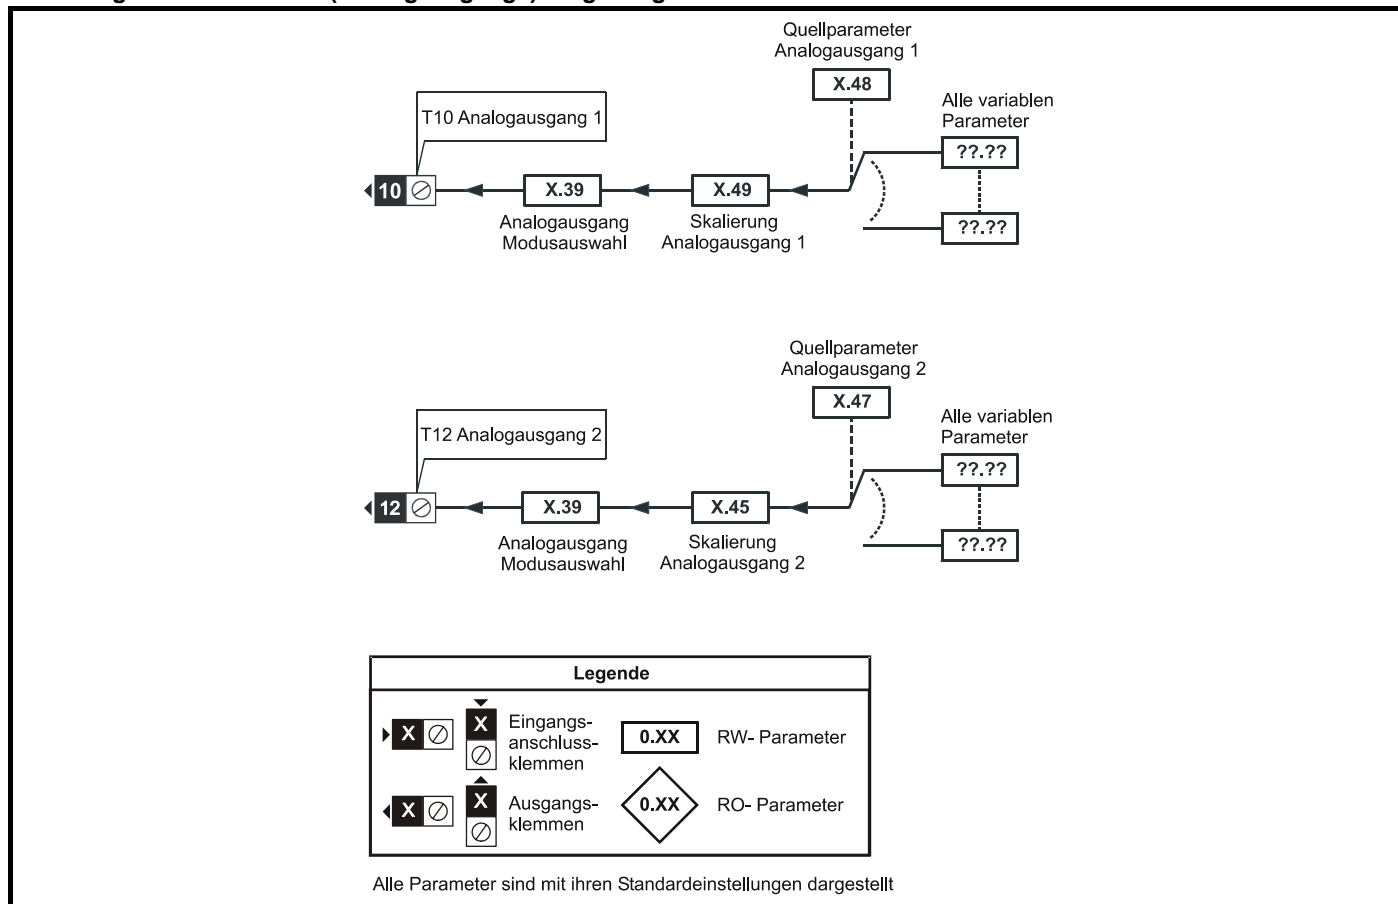 Quellparameter
Analogausgang 1
X.48
Alle variablen
Parameter
T10 Analogausgang 1
??.??
10
X.39
X.49
Analogausgang
Modusauswahl
Skalierung
Analogausgang 1
??.??
Quellparameter
Analogausgang 2
X.47
Alle variablen
Parameter
T12 Analogausgang 2
??.??
12
X.39
X.45
Analogausgang
Modusauswahl
Skalierung
Analogausgang 2
??.??
Legende
X
X
Eingangs-
anschluss-
klemmen
0.XX
RW- Parameter
X
X
Ausgangs-
klemmen
0.XX
RO- Parameter
Alle Parameter sind mit ihren Standardeinstellungen dargestellt